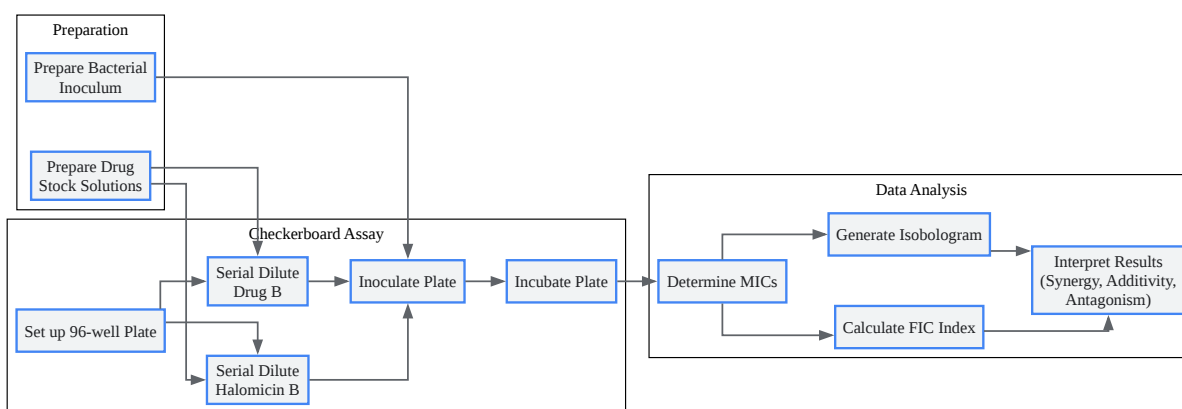 Preparation
Prepare Bacterial
Inoculum
Prepare Drug
Stock Solutions
Checkerboard Assay
Serial Dilute
Drug B
Inoculate Plate
Incubate Plate
Set up 96-well Plate
Serial Dilute
Halomicin B
Data Analysis
Determine MICs
Generate Isobologram
Calculate FIC Index
Interpret Results
(Synergy, Additivity,
Antagonism)